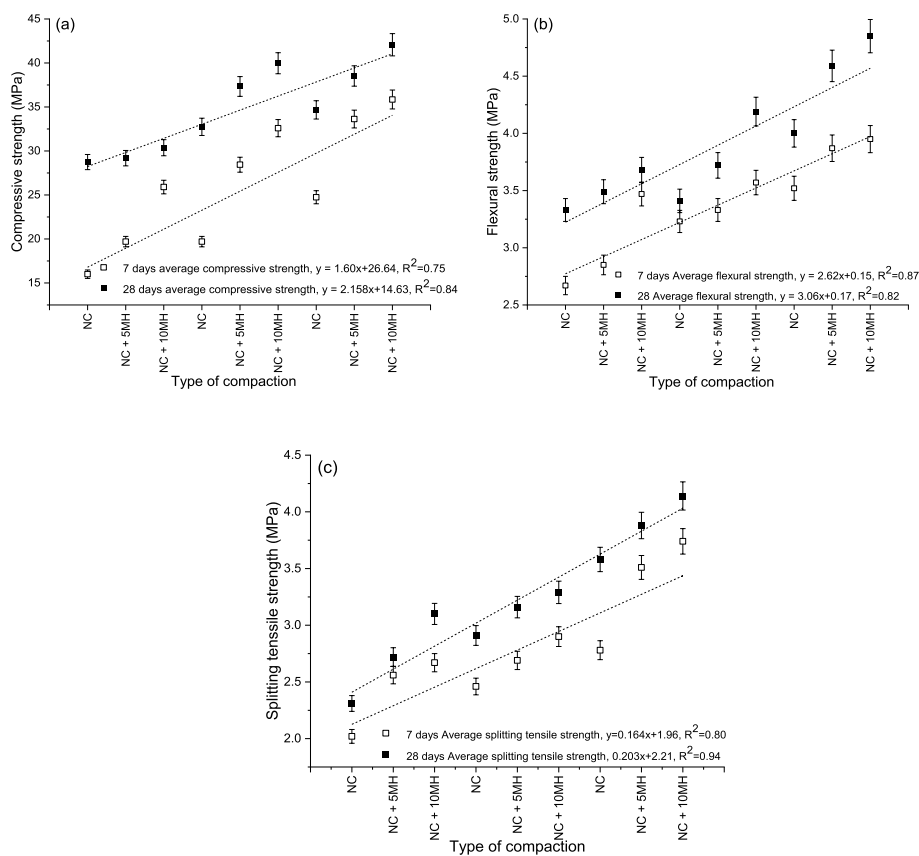 (a)
45
40
35
30
25
20
15
Compressive strength (MPa)
7 days average compressive strength, y = 1.60x+26.64, R²=0.75
28 days average compressive strength, y = 2.158x+14.63, R²=0.84
NC
NC + 5MH
NC + 10MH
NC
NC + 5MH
NC + 10MH
NC
NC + 5MH
NC + 10MH
Type of compaction
(b)
5.0
4.5
4.0
3.5
3.0
2.5
Flexural strength (MPa)
7 days Average flexural strength, y = 2.62x+0.15, R²=0.87
28 Average flexural strength, y = 3.06x+0.17, R²=0.82
NC
NC + 5MH
NC + 10MH
NC
NC + 5MH
NC + 10MH
NC
NC + 5MH
NC + 10MH
Type of compaction
(c)
4.5
4.0
3.5
3.0
2.5
2.0
Splitting tenssile strength (MPa)
7 days Average splitting tensile strength, y=0.164x+1.96, R²=0.80
28 days Average splitting tensile strength, 0.203x+2.21, R²=0.94
NC
NC + 5MH
NC + 10MH
NC
NC + 5MH
NC + 10MH
NC
NC + 5MH
NC + 10MH
Type of compaction